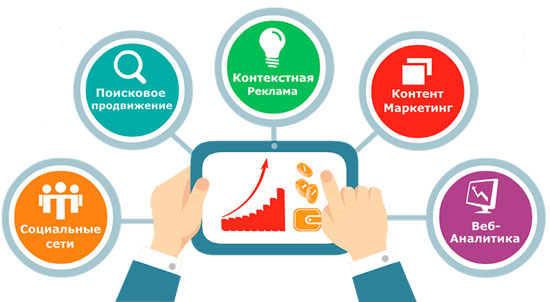 Социальные
сети
Поисковое
продвижение
Контекстная
Реклама
Контент
Маркетинг
Веб-
Аналитика